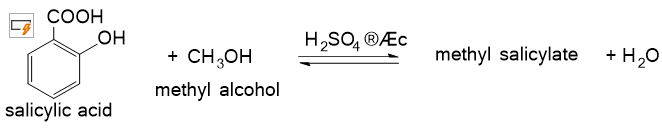 COOH
OH
+ CH₃OH
H₂SO₄ ®Æc
methyl salicylate
+ H₂O
methyl alcohol
salicylic acid